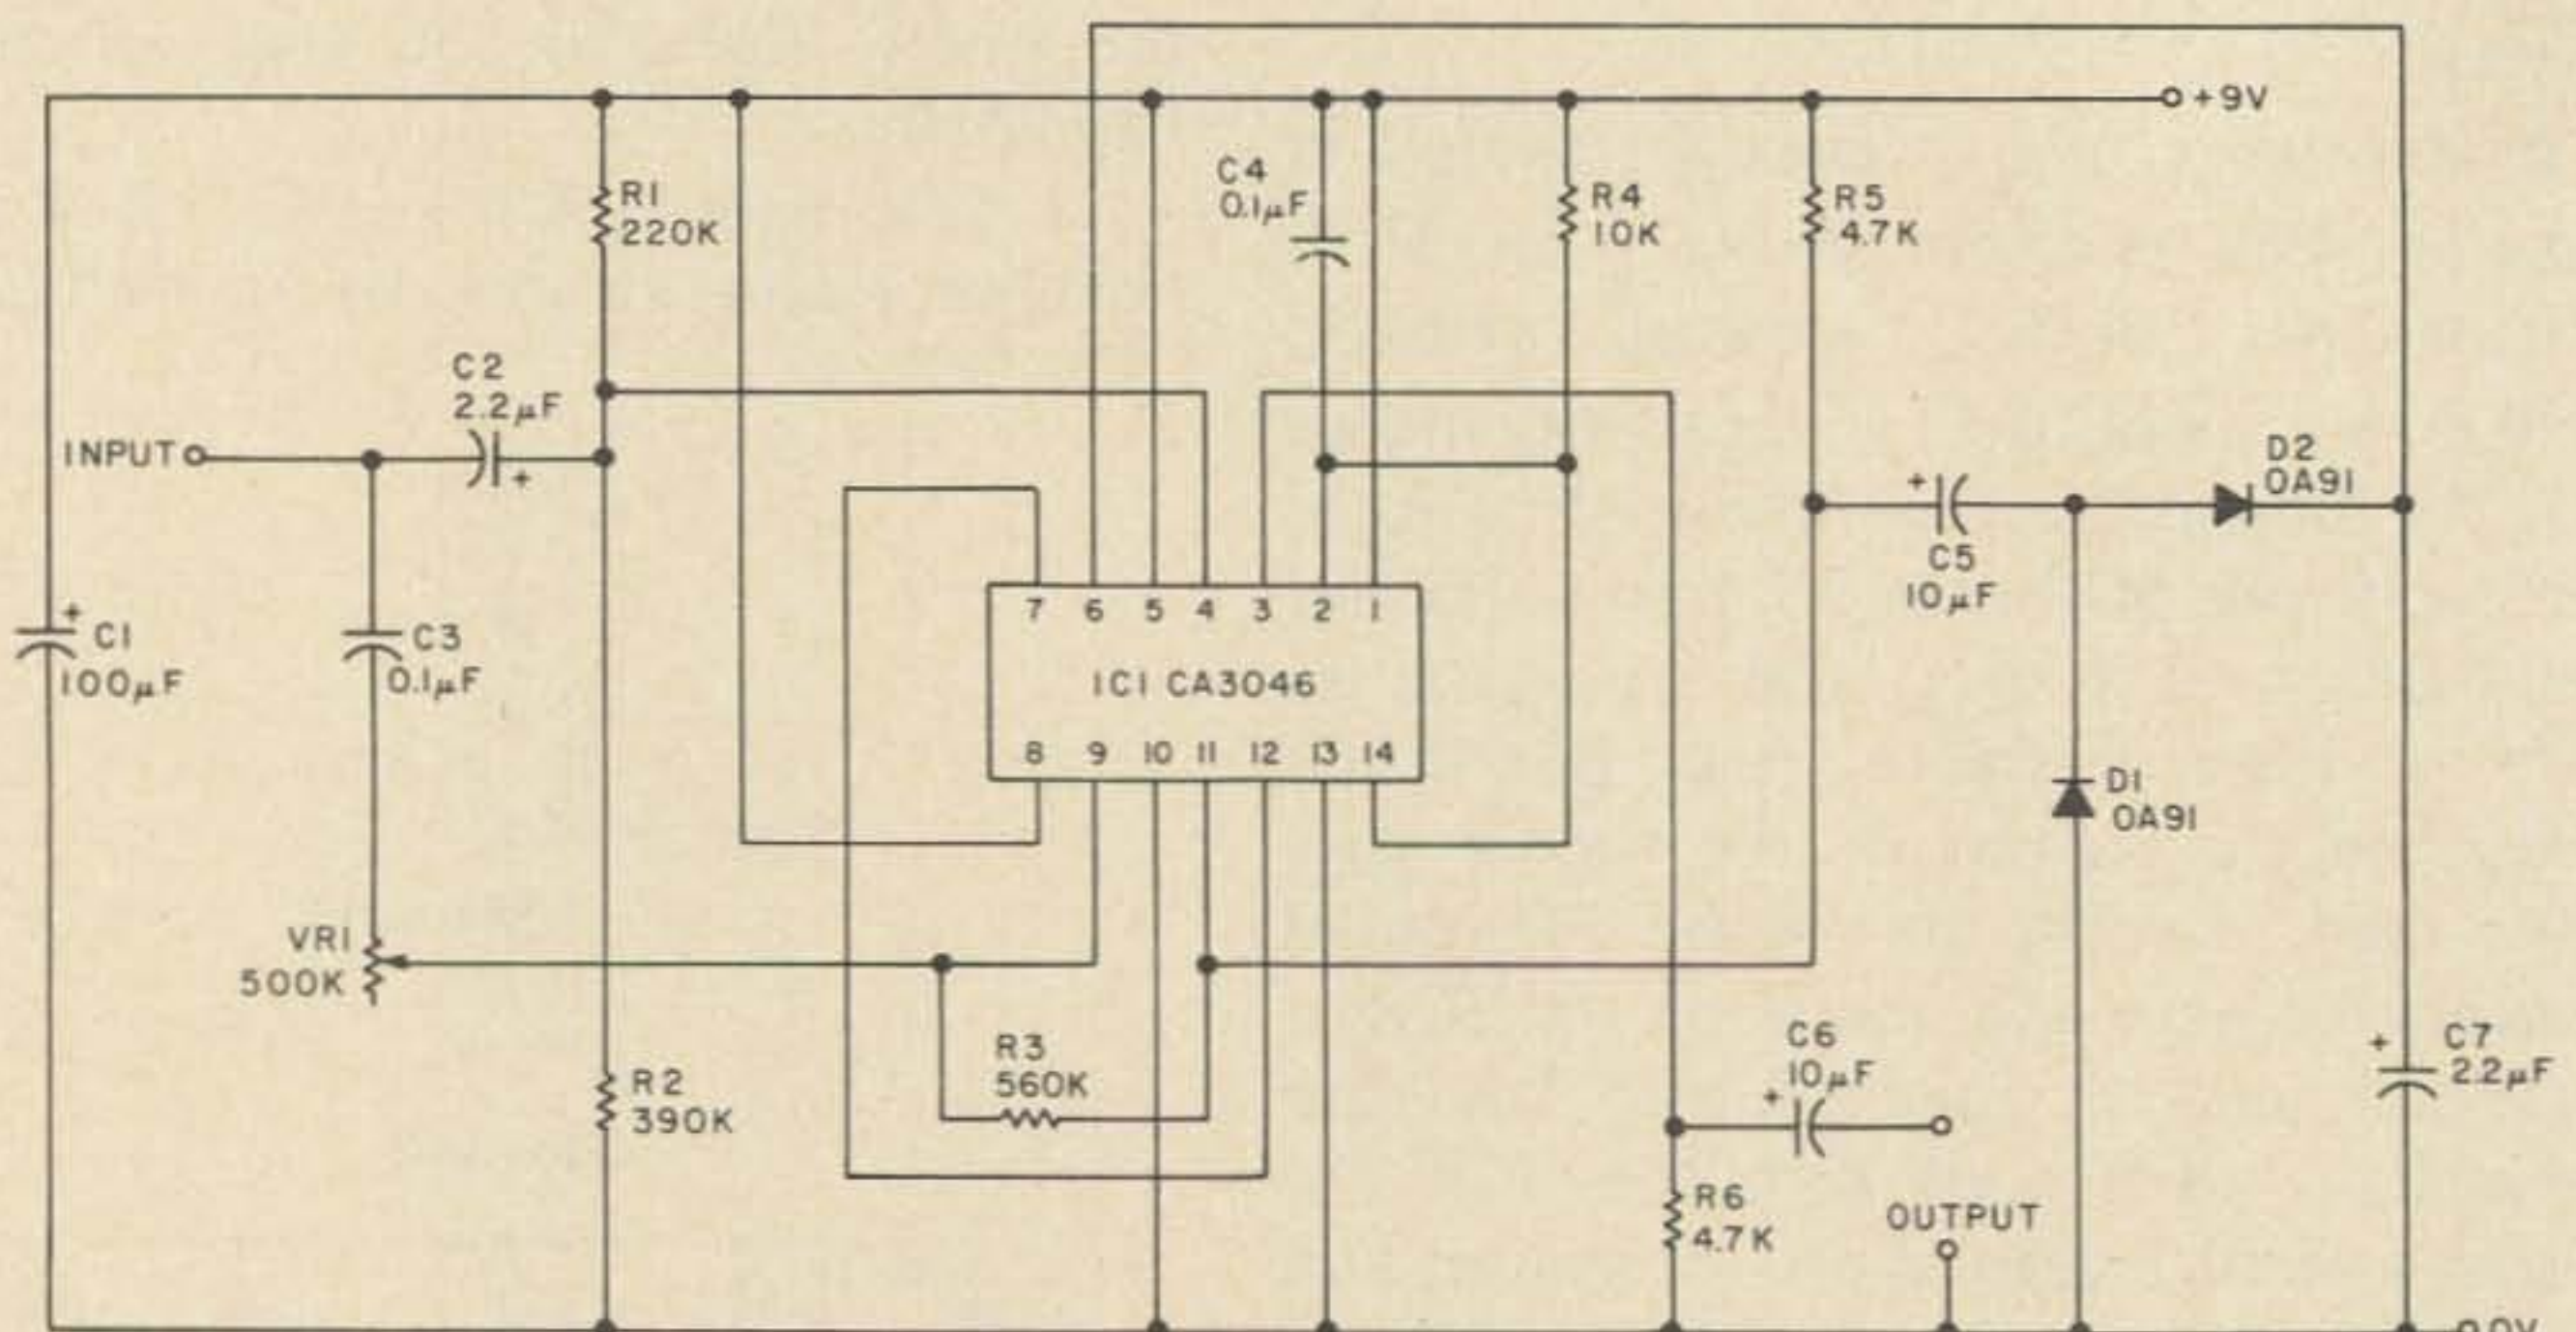 +9V
C4
0.1µF
R1
220K
R4
10K
R5
4.7K
C2
2.2µF
+
INPUT
D2
OA91
+
C5
10µF
7 6 5 4 3 2 1
IC1 CA3046
8 9 10 11 12 13 14
+
C1
100µF
C3
0.1µF
D1
OA91
VR1
500K
R3
560K
R2
390K
C6
10µF
+
+
C7
2.2µF
R6
4.7K
OUTPUT
0V